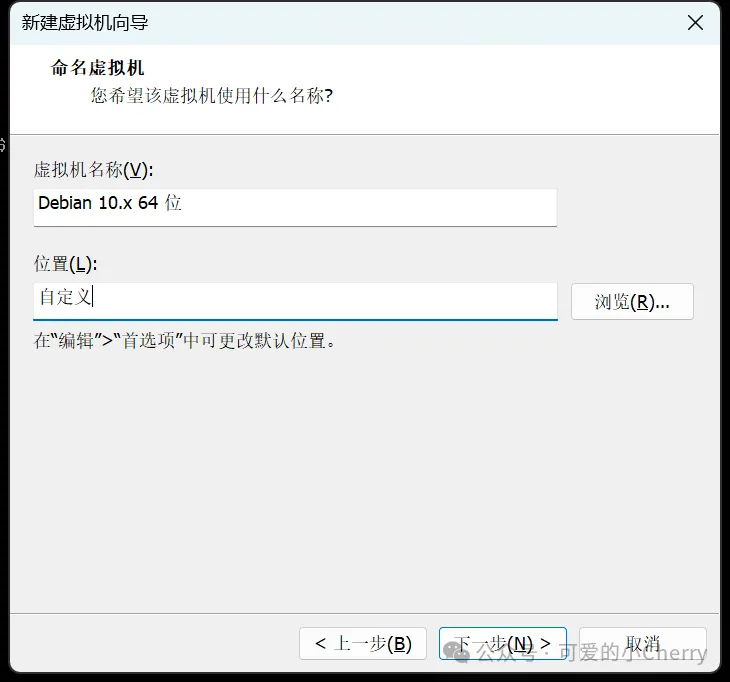 新建虚拟机向导
命名虚拟机
您希望该虚拟机使用什么名称?
虚拟机名称(V):
Debian 10.x 64 位
位置(L):
自定义
浏览(R)...
在“编辑”>“首选项”中可更改默认位置。
< 上一步(B)
下一步(N) >
取消
公众号 · 可爱的小Cherry